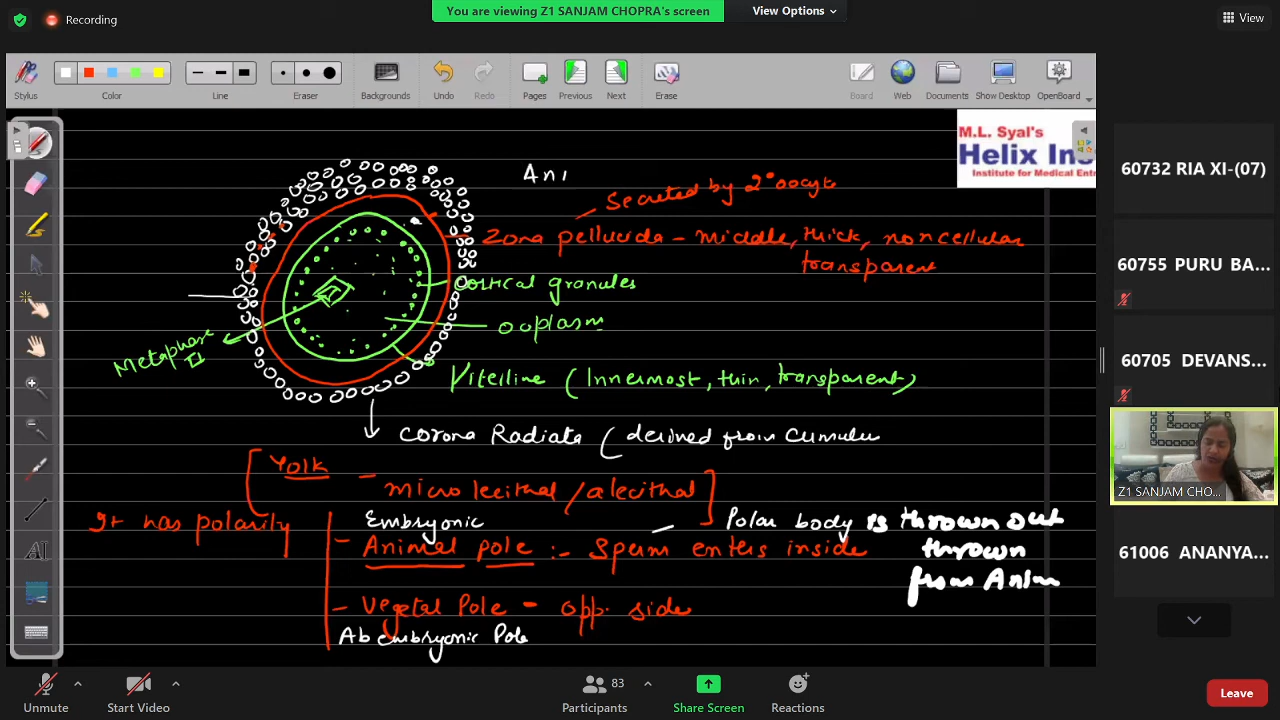 Recording
You are viewing Z1 SANJAM CHOPRA's screen
View Options
View
Stylus
Color
Line
Eraser
Backgrounds
Undo
Redo
Pages
Previous
Next
Erase
Board
Web
Documents
Show Desktop
OpenBoard
M.L. Syal's
Helix Ins
Institute for Medical Entr
Ani
Secreted by 2° oocyte
Zona pellucida - middle, thick, noncellular
transparent
Cortical granules
Ooplasm
Metaphase
II
Vitelline (Innermost, thin, transparent)
Corona Radiata (derived from Cumulu
Yolk - microlecithal/alecithal
It has polarity
Embryonic
- Animal pole :- Sperm enters inside
Polar body is thrown out
thrown
from Anim
- Vegetal Pole - opp. side
Abembryonic Pole
60732 RIA XI-(07)
60755 PURU BA...
60705 DEVANS...
Z1 SANJAM CHO...
61006 ANANYA...
Unmute
Start Video
83
Participants
Share Screen
Reactions
Leave